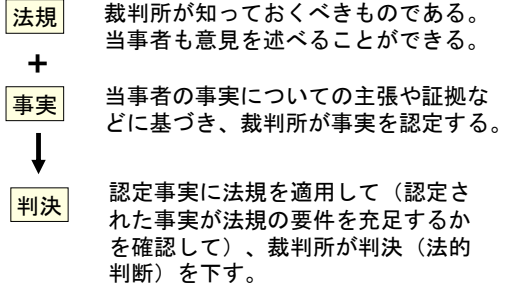 法規
裁判所が知っておくべきものである。
当事者も意見を述べることができる。
+
事実
当事者の事実についての主張や証拠な
どに基づき、裁判所が事実を認定する。
判決
認定事実に法規を適用して（認定さ
れた事実が法規の要件を充足するか
を確認して）、裁判所が判決（法的
判断）を下す。